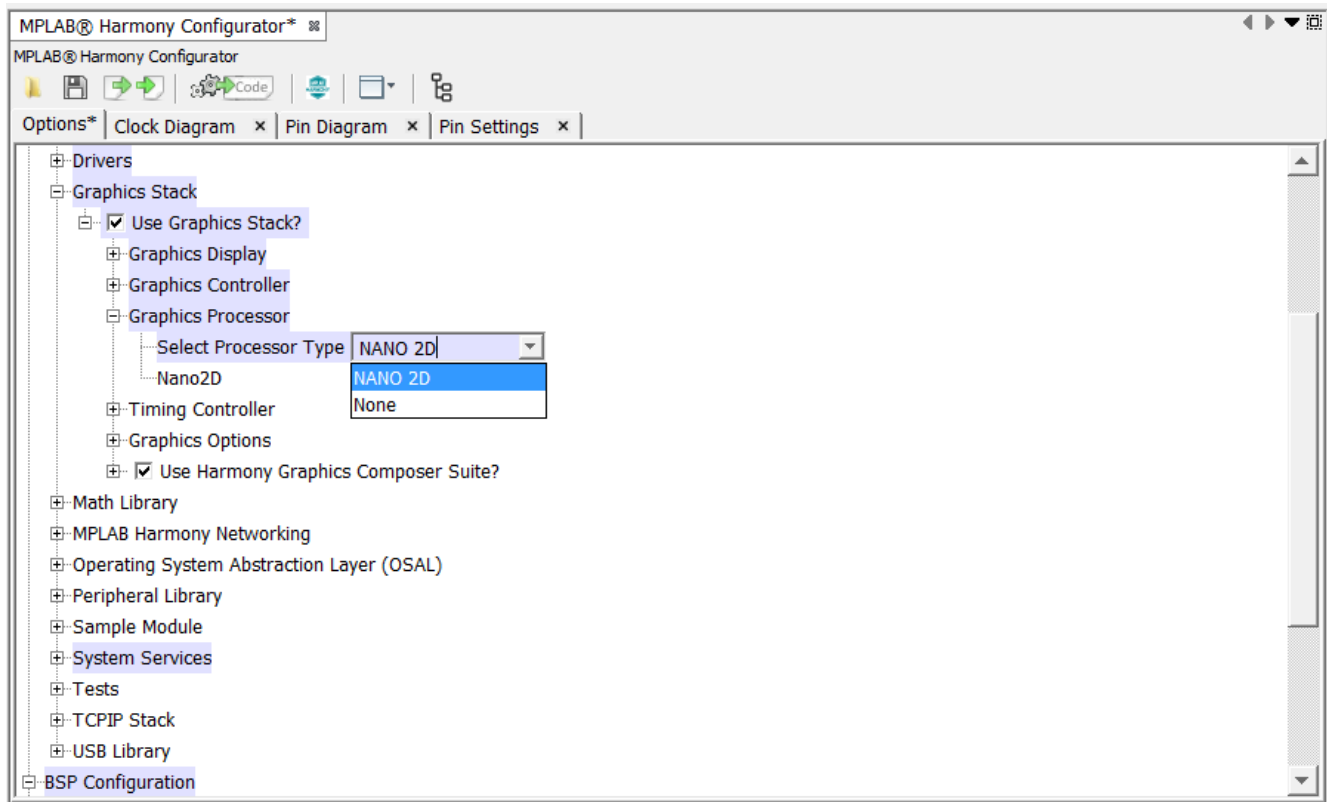 MPLAB® Harmony Configurator*
MPLAB® Harmony Configurator
Code
Options* Clock Diagram × Pin Diagram × Pin Settings ×
Drivers
Graphics Stack
Use Graphics Stack?
Graphics Display
Graphics Controller
Graphics Processor
Select Processor Type NANO 2D
Nano2D NANO 2D
Timing Controller None
Graphics Options
Use Harmony Graphics Composer Suite?
Math Library
MPLAB Harmony Networking
Operating System Abstraction Layer (OSAL)
Peripheral Library
Sample Module
System Services
Tests
TCPIP Stack
USB Library
BSP Configuration